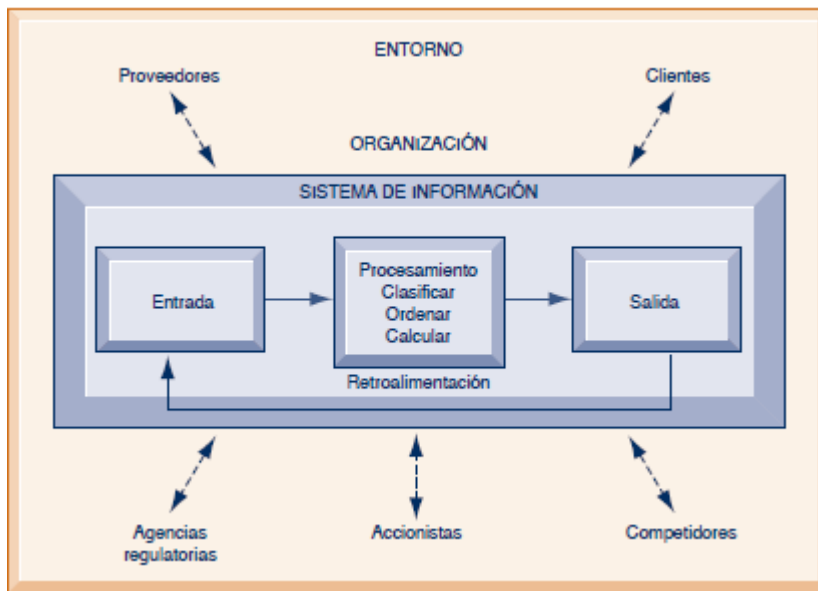 ENTORNO
Proveedores
Clientes
ORGANIZACIÓN
SISTEMA DE INFORMACIÓN
Entrada
Procesamiento
Clasificar
Ordenar
Calcular
Salida
Retroalimentación
Agencias
regulatorias
Accionistas
Competidores